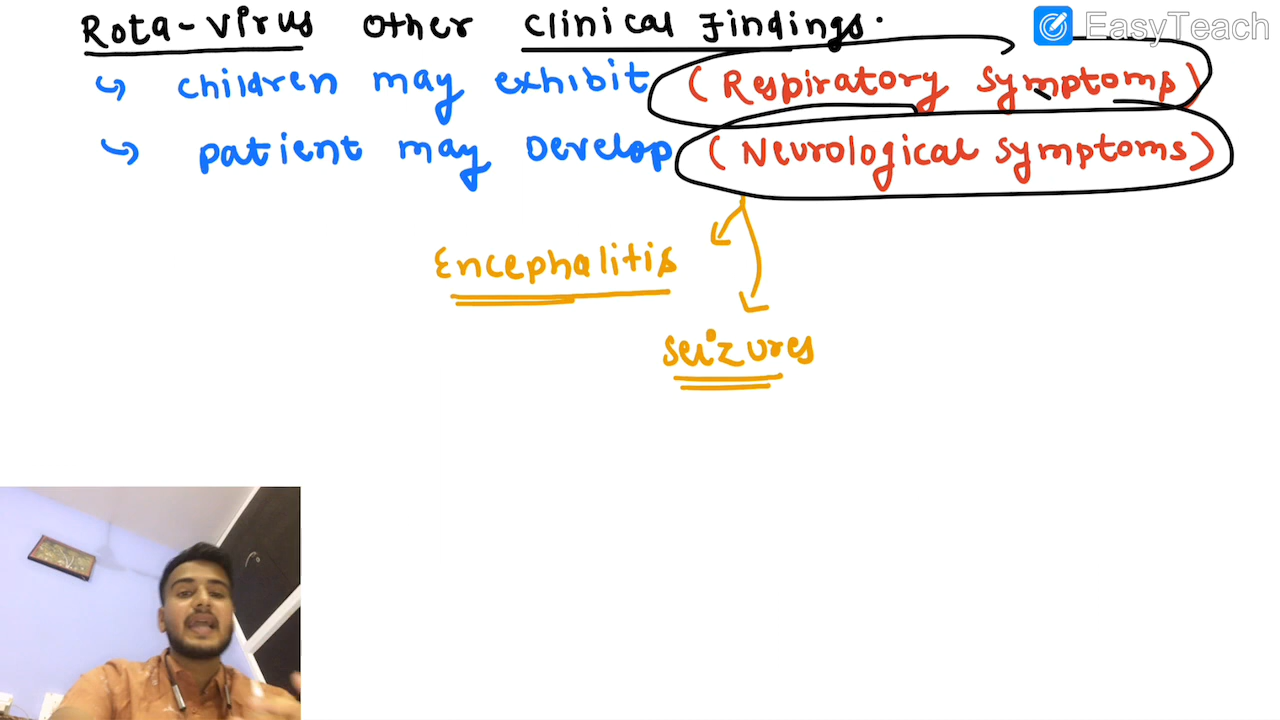 Rota-Virus Other Clinical Findings.
EasyTeach
↪ children may exhibit (Respiratory Symptoms)
↪ patient may Develop (Neurological Symptoms)
Encephalitis
Seizures